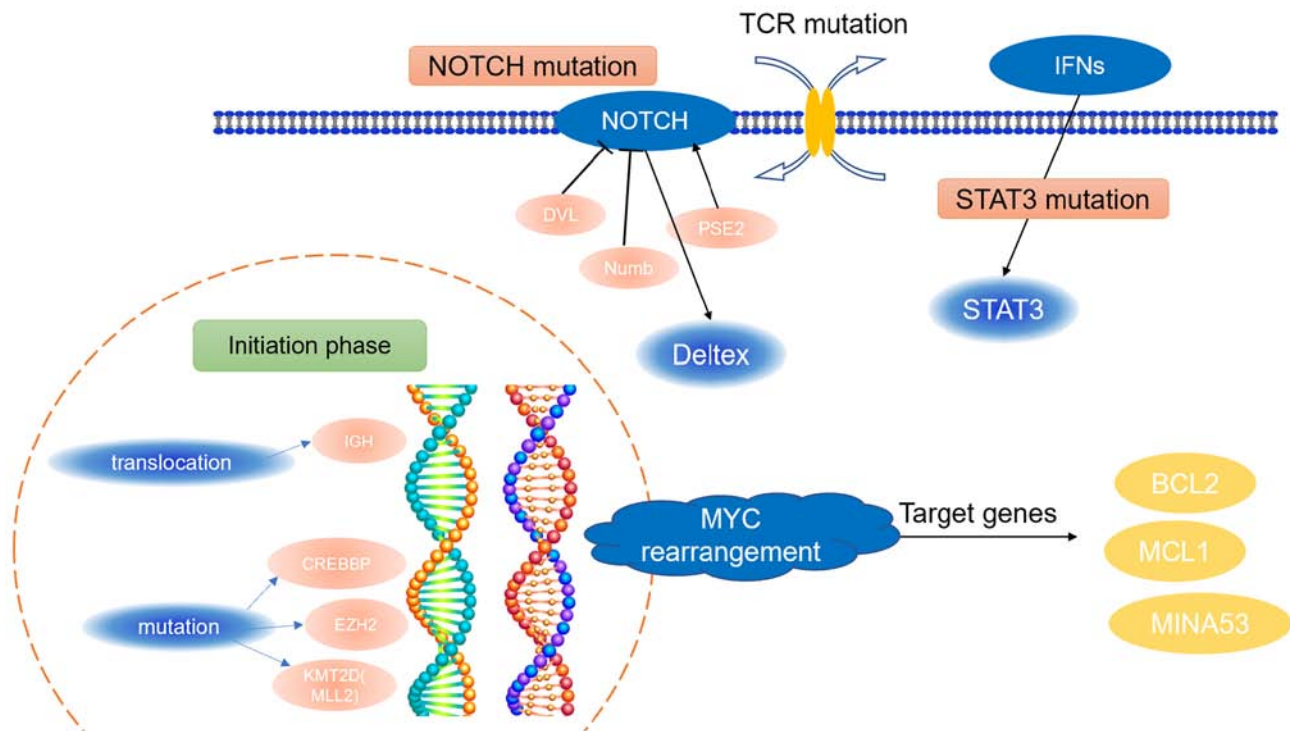 TCR mutation
NOTCH mutation
IFNs
NOTCH
STAT3 mutation
DVL
PSE2
Numb
STAT3
Deltex
Initiation phase
IGH
translocation
BCL2
MYC
rearrangement
Target genes
MCL1
CREBBP
mutation
EZH2
MINA53
KMT2D(
MLL2)